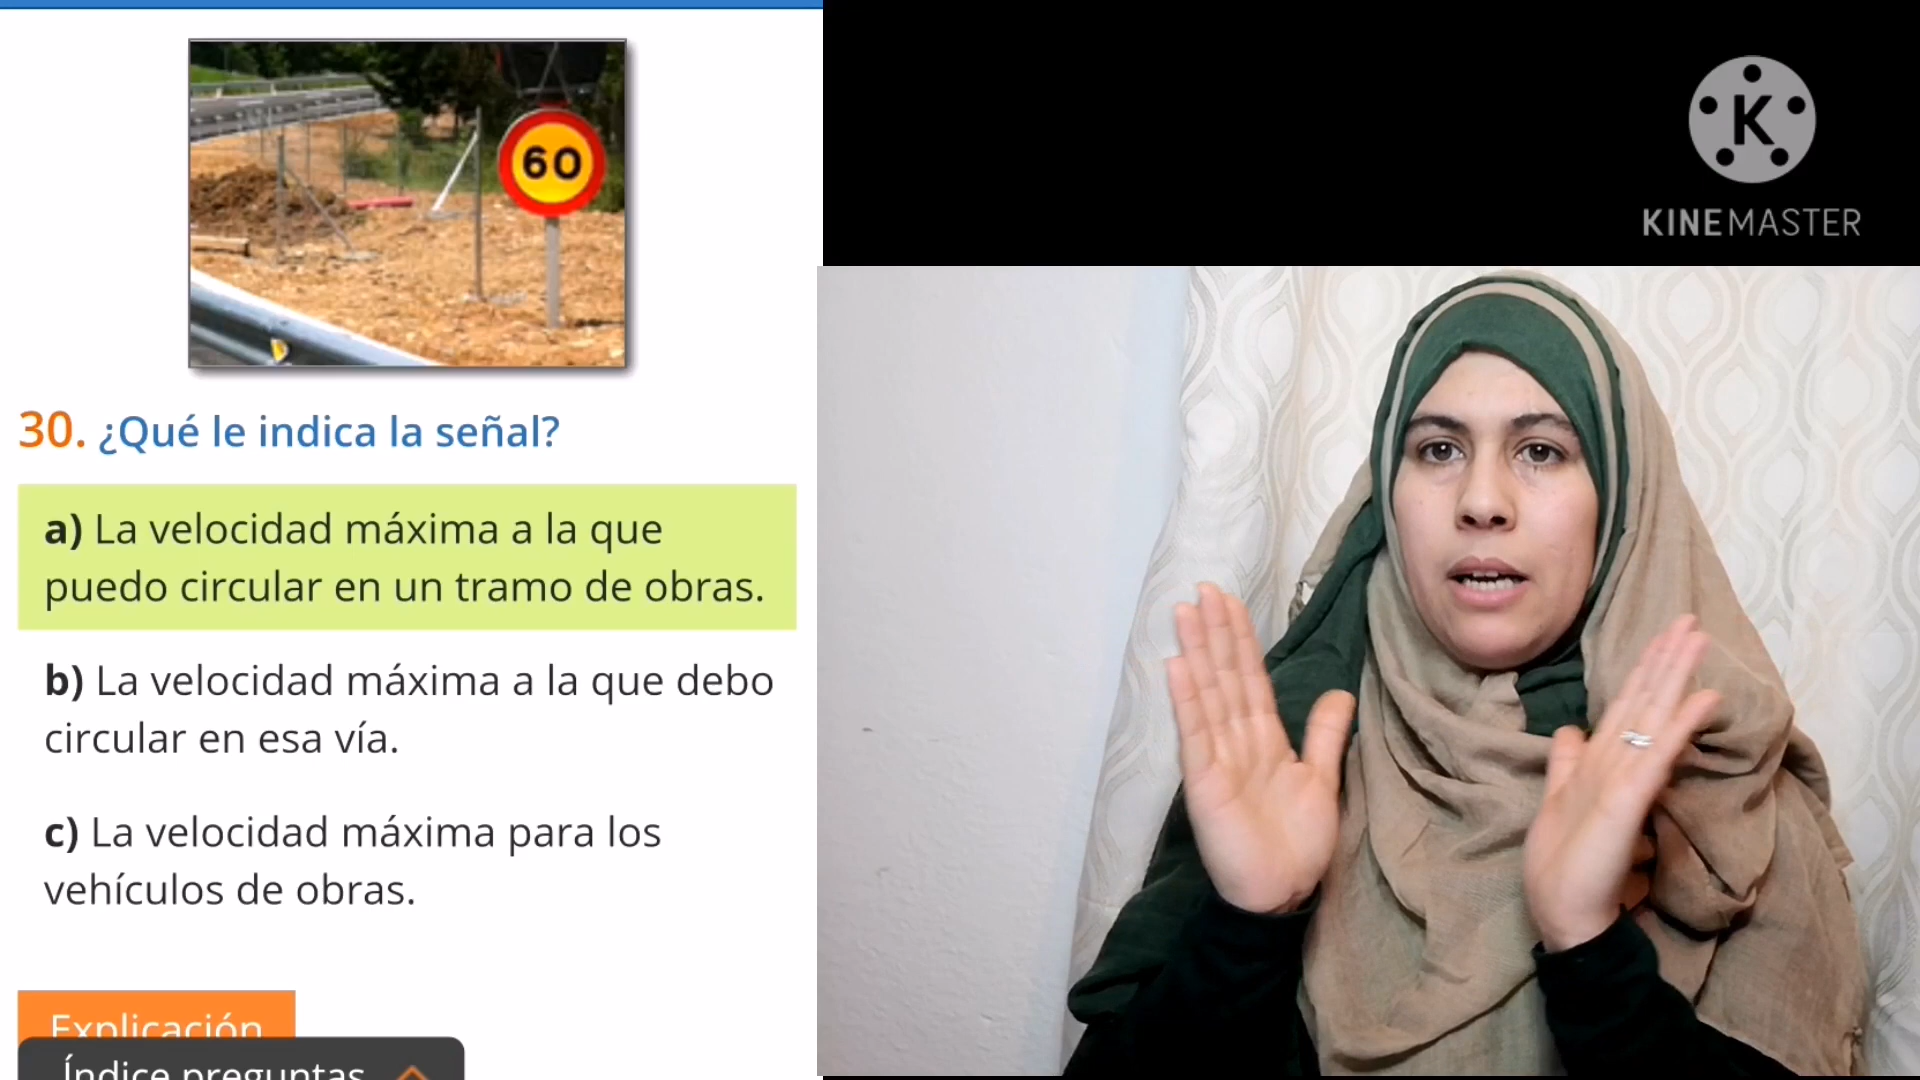 60
30. ¿Qué le indica la señal?
a) La velocidad máxima a la que
puedo circular en un tramo de obras.
b) La velocidad máxima a la que debo
circular en esa vía.
c) La velocidad máxima para los
vehículos de obras.
Explicación
Índice preguntas
K
KINEMASTER